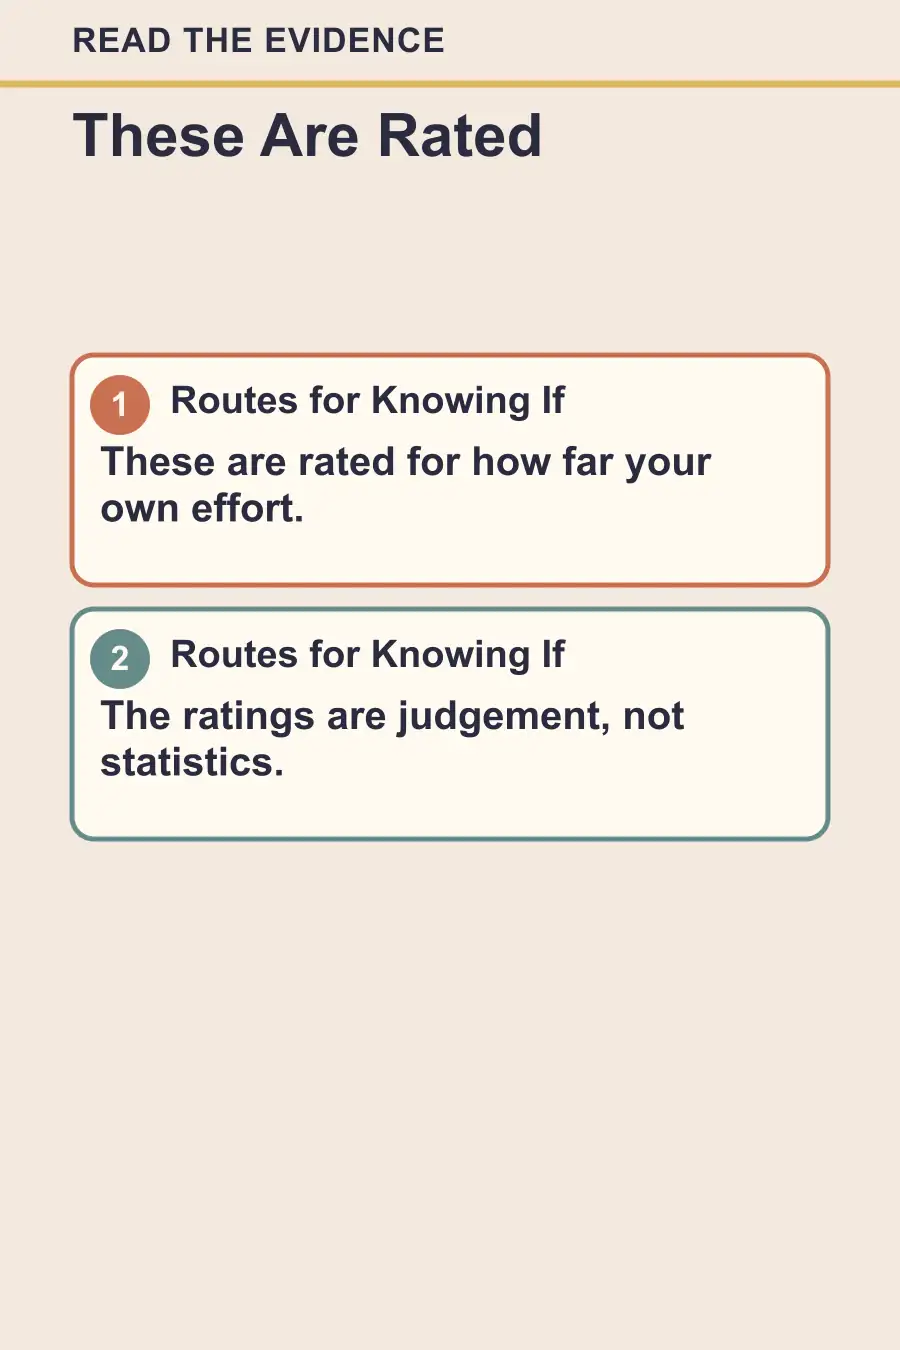 READ THE EVIDENCE
These Are Rated
1
Routes for Knowing If
These are rated for how far your
own effort.
2
Routes for Knowing If
The ratings are judgement, not
statistics.